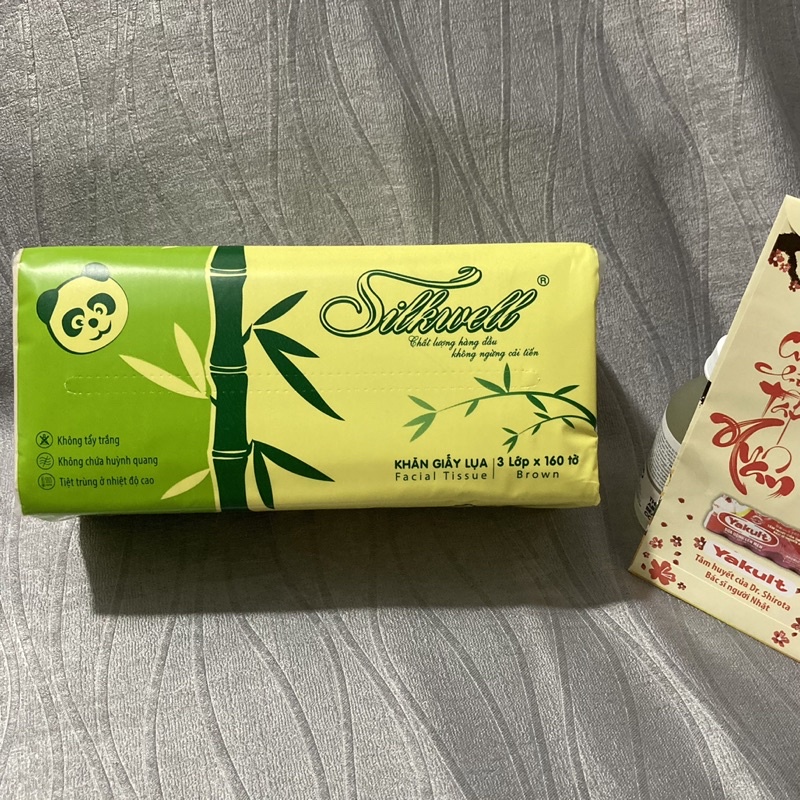 Silkwell ®
Chất lượng hàng đầu
không ngừng cải tiến
Không tẩy trắng
Không chứa huỳnh quang
Tiệt trùng ở nhiệt độ cao
KHĂN GIẤY LỤA | 3 Lớp x 160 tờ
Facial Tissue | Brown
Yakult
Yakult
Tâm huyết của Dr. Shirota
Bác sĩ người Nhật